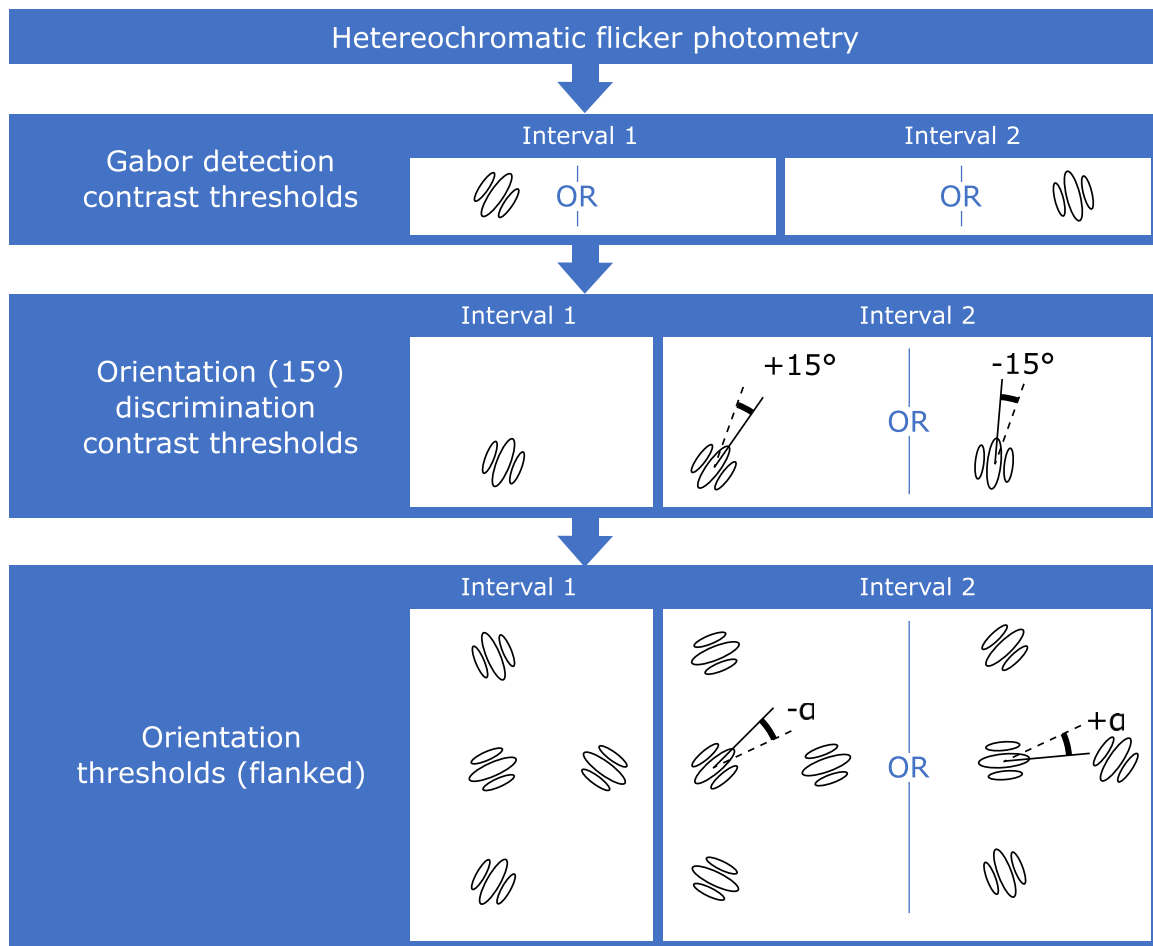 Hetereochromatic flicker photometry
Gabor detection
contrast thresholds
Interval 1
Interval 2
OR
OR
Orientation (15°)
discrimination
contrast thresholds
Interval 1
Interval 2
+15°
OR
-15°
Orientation
thresholds (flanked)
Interval 1
Interval 2
-α
OR
+α